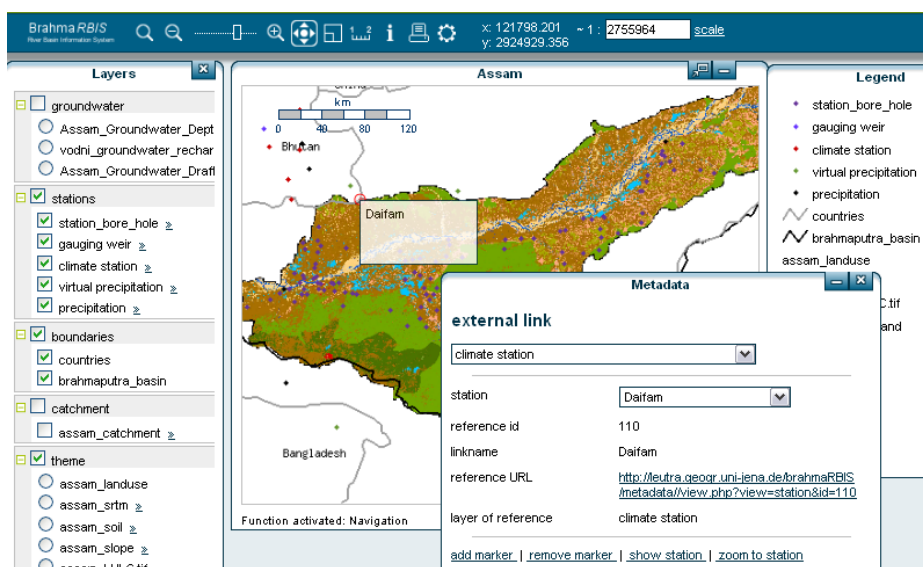 BrahmaRBIS
River Basin Information System
x: 121798.201
y: 2924929.356
~ 1 : 2755964 scale
Layers
groundwater
Assam_Groundwater_Dept
vodni_groundwater_rechar
Assam_Groundwater_Draft
stations
station_bore_hole »
gauging weir »
climate station »
virtual precipitation »
precipitation »
boundaries
countries
brahmaputra_basin
catchment
assam_catchment »
theme
assam_landuse
assam_srtm »
assam_soil »
assam_slope »
Assam
China
km
0 40 80 120
Bhutan
Daifam
Bangladesh
Function activated: Navigation
Legend
station_bore_hole
gauging weir
climate station
virtual precipitation
precipitation
countries
brahmaputra_basin
assam_landuse
C.tif
and
Metadata
external link
climate station
station Daifam
reference id 110
linkname Daifam
reference URL http://leutra.geogr.uni-jena.de/brahmaRBIS
/metadata//view.php?view=station&id=110
layer of reference climate station
add marker | remove marker | show station | zoom to station